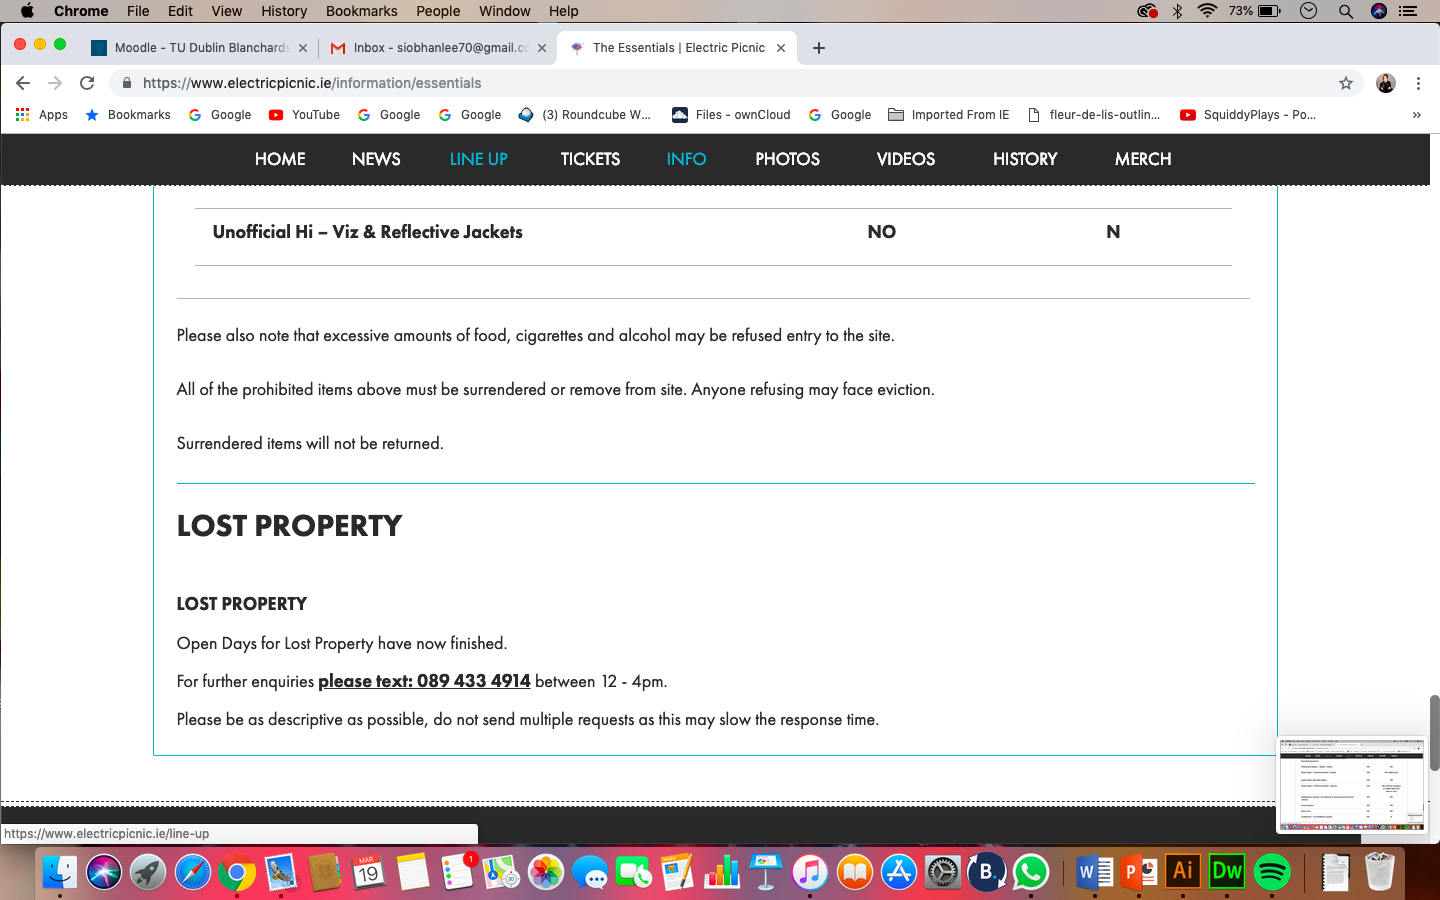 Chrome File Edit View History Bookmarks People Window Help 73%
Moodle - TU Dublin Blanchards Inbox - siobhanlee70@gmail.co The Essentials | Electric Picnic
https://www.electricpicnic.ie/information/essentials
Apps Bookmarks Google YouTube Google Google (3) Roundcube W... Files - ownCloud Google Imported From IE fleur-de-lis-outlin... SquiddyPlays - Po... »
HOME NEWS LINE UP TICKETS INFO PHOTOS VIDEOS HISTORY MERCH
Unofficial Hi – Viz & Reflective Jackets NO N
Please also note that excessive amounts of food, cigarettes and alcohol may be refused entry to the site.
All of the prohibited items above must be surrendered or remove from site. Anyone refusing may face eviction.
Surrendered items will not be returned.
LOST PROPERTY
LOST PROPERTY
Open Days for Lost Property have now finished.
For further enquiries please text: 089 433 4914 between 12 - 4pm.
Please be as descriptive as possible, do not send multiple requests as this may slow the response time.
https://www.electricpicnic.ie/line-up
MAR
19
1
B.
W
P
Ai
Dw